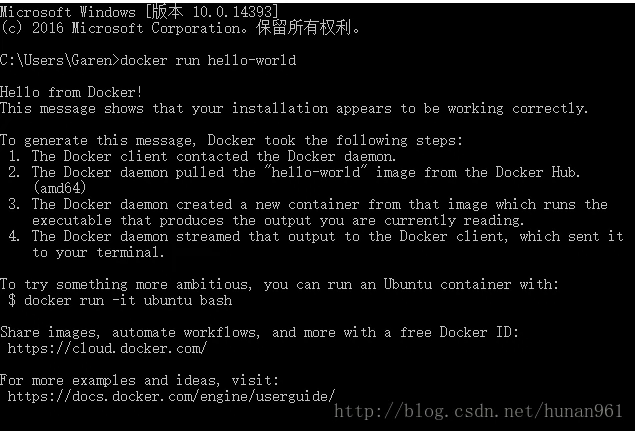 Microsoft Windows [版本 10.0.14393]
(c) 2016 Microsoft Corporation。保留所有权利。
C:\Users\Garen>docker run hello-world
Hello from Docker!
This message shows that your installation appears to be working correctly.
To generate this message, Docker took the following steps:
1. The Docker client contacted the Docker daemon.
2. The Docker daemon pulled the "hello-world" image from the Docker Hub.
(amd64)
3. The Docker daemon created a new container from that image which runs the
executable that produces the output you are currently reading.
4. The Docker daemon streamed that output to the Docker client, which sent it
to your terminal.
To try something more ambitious, you can run an Ubuntu container with:
$ docker run -it ubuntu bash
Share images, automate workflows, and more with a free Docker ID:
https://cloud.docker.com/
For more examples and ideas, visit:
https://docs.docker.com/engine/userguide/
http://blog.csdn.net/hunan961